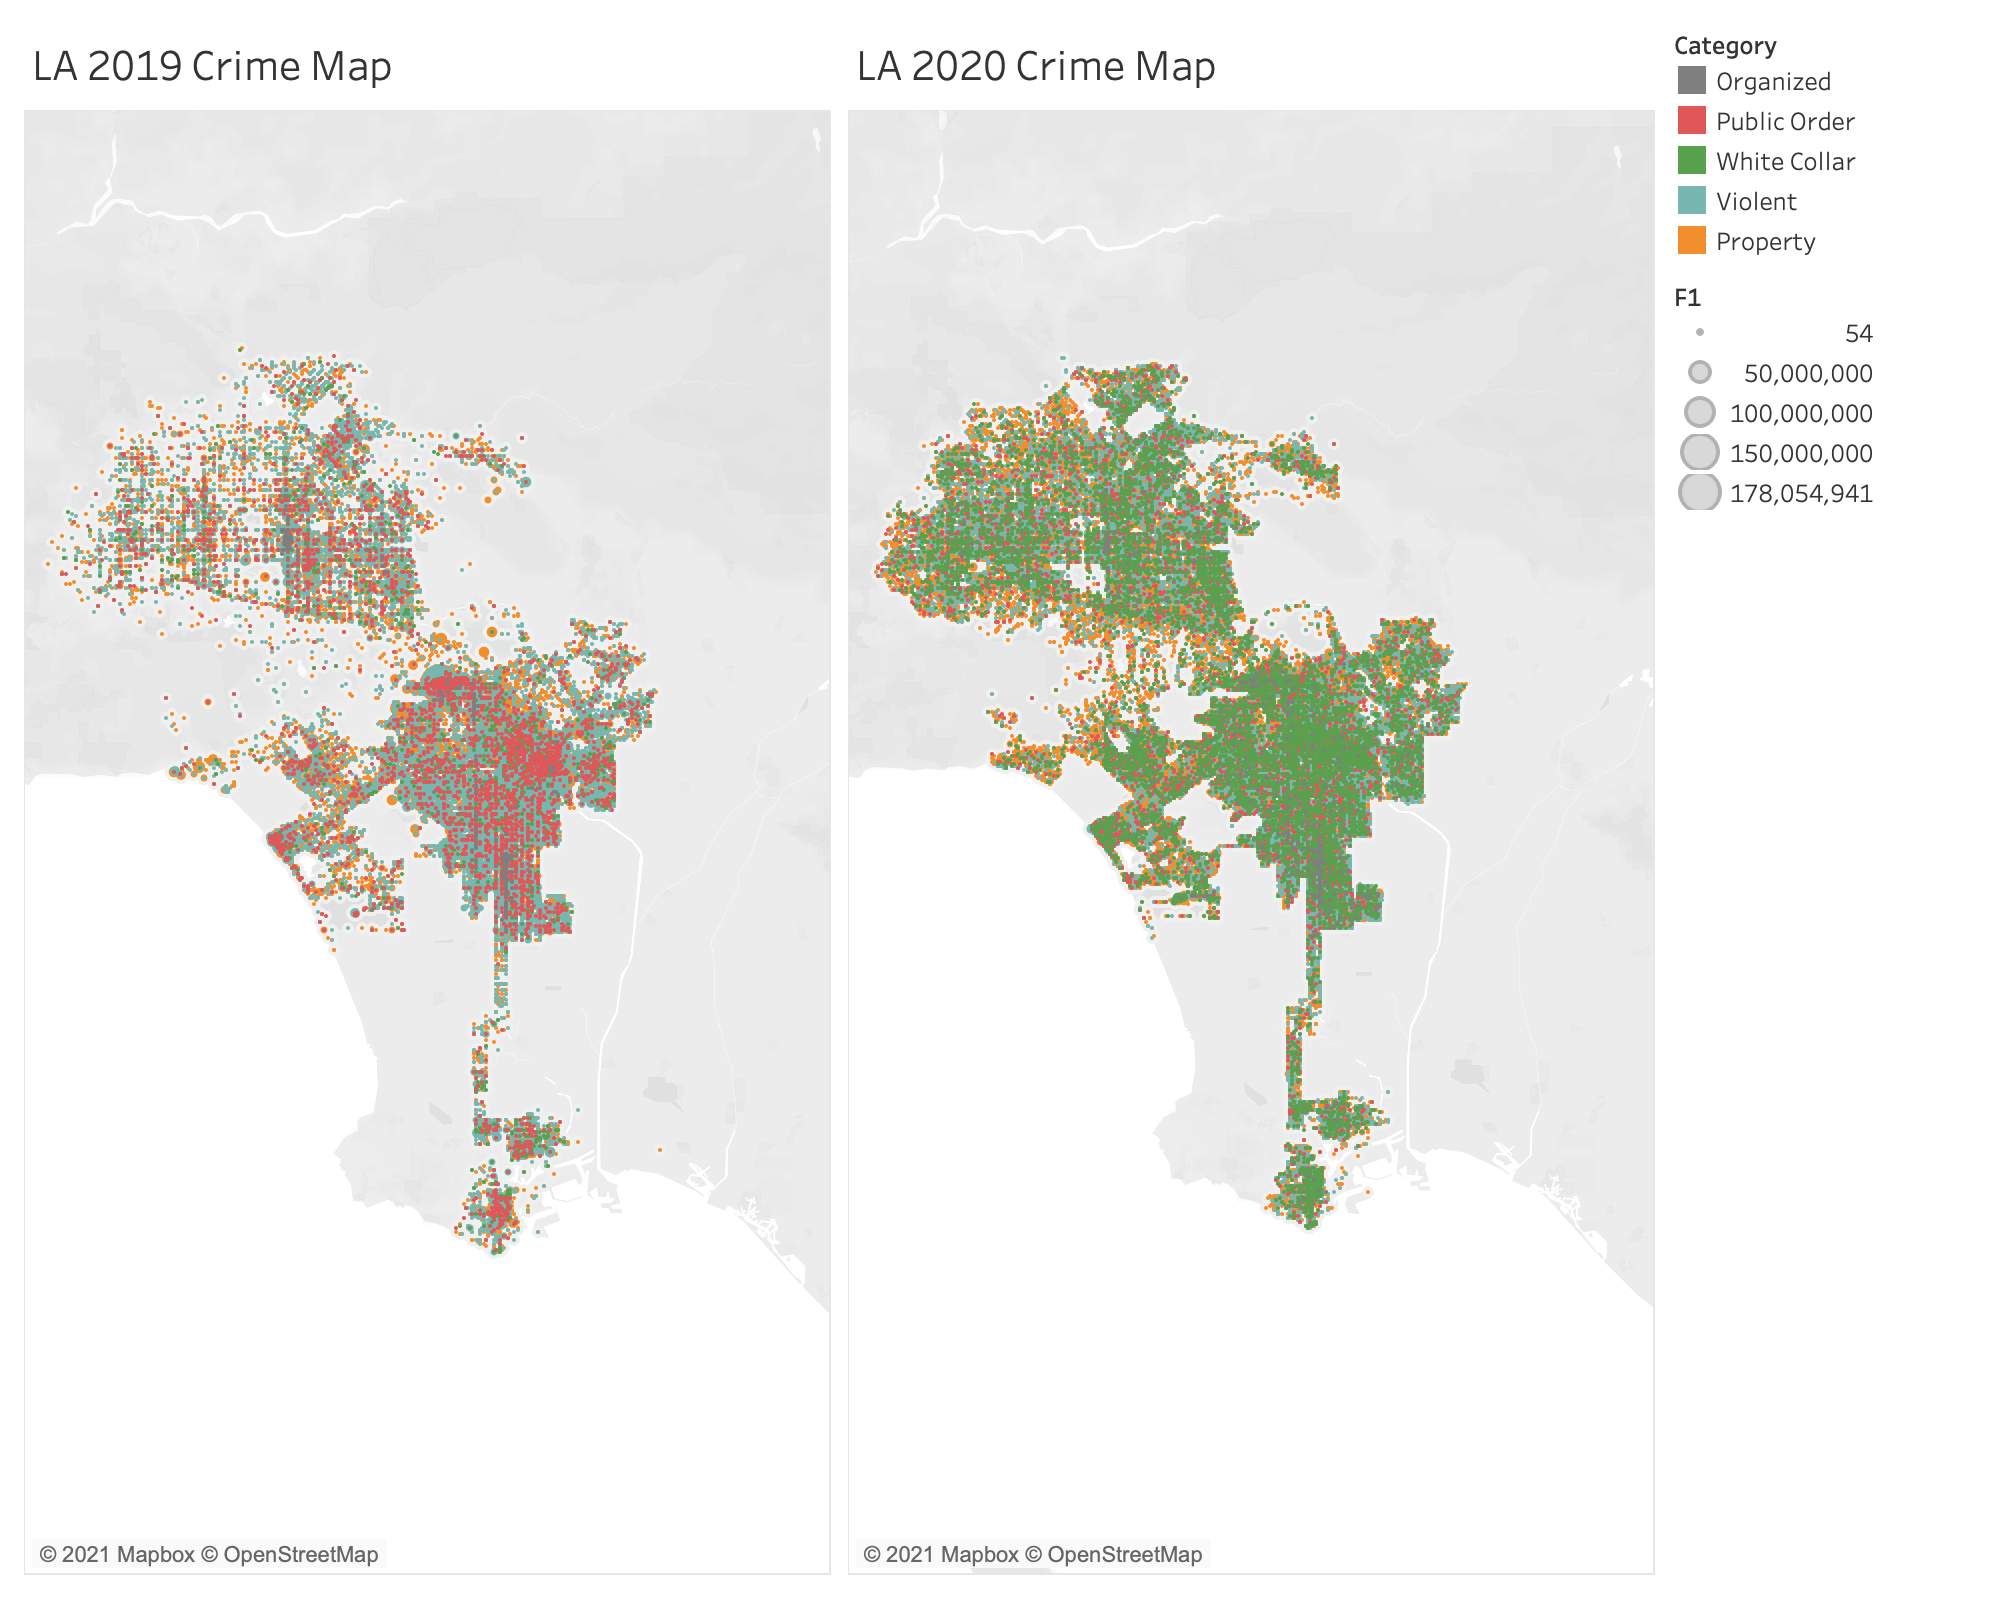 LA 2019 Crime Map
LA 2020 Crime Map
Category
Organized
Public Order
White Collar
Violent
Property
F1
54
50,000,000
100,000,000
150,000,000
178,054,941
© 2021 Mapbox © OpenStreetMap
© 2021 Mapbox © OpenStreetMap